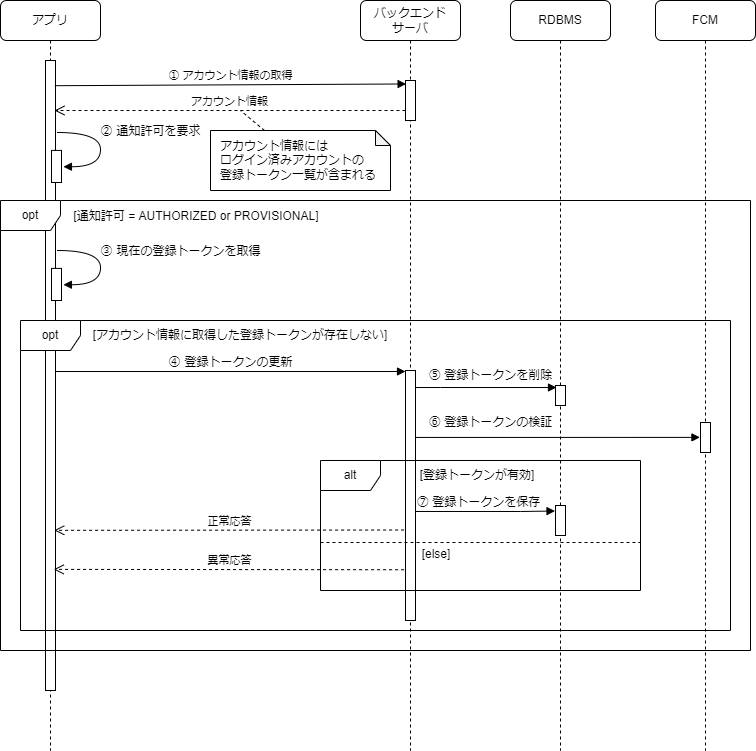 アプリ
バックエンド
サーバ
RDBMS
FCM
① アカウント情報の取得
アカウント情報
② 通知許可を要求
アカウント情報には
ログイン済みアカウントの
登録トークン一覧が含まれる
opt
[通知許可 = AUTHORIZED or PROVISIONAL]
③ 現在の登録トークンを取得
opt
[アカウント情報に取得した登録トークンが存在しない]
④ 登録トークンの更新
⑤ 登録トークンを削除
⑥ 登録トークンの検証
alt
[登録トークンが有効]
⑦ 登録トークンを保存
正常応答
[else]
異常応答